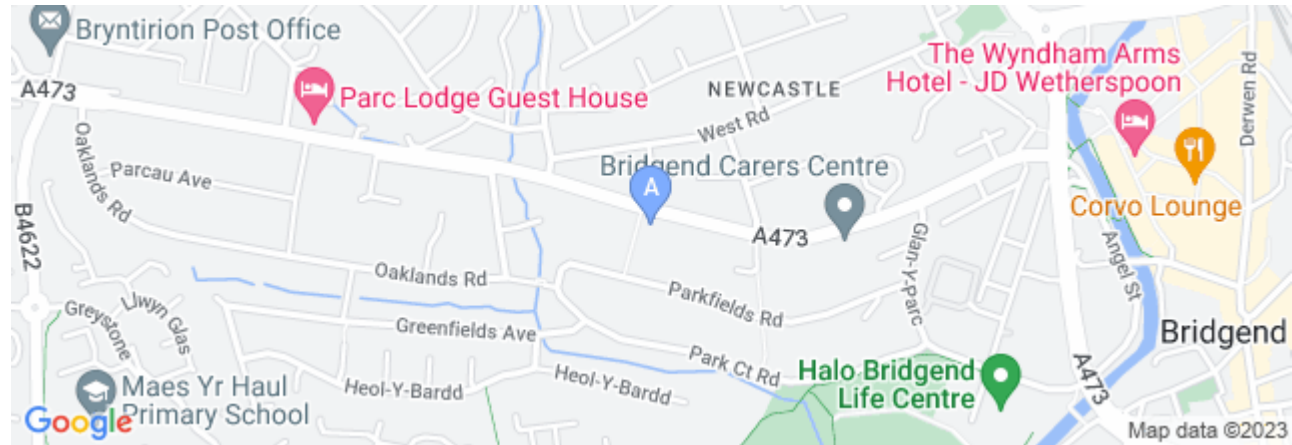 Bryntirion Post Office
The Wyndham Arms
Hotel - JD Wetherspoon
Derwen Rd
A473
Parc Lodge Guest House
NEWCASTLE
West Rd
Oaklands Rd
Parcau Ave
Bridgend Carers Centre
A
Corvo Lounge
B4622
A473
Glan-y-Parc
Angel St
Oaklands Rd
Parkfields Rd
Greystone
Llwyn Glas
Greenfields Ave
Bridgend
Park Ct Rd
Heol-Y-Bardd
Heol-Y-Bardd
Halo Bridgend
Life Centre
A473
Maes Yr Haul
Primary School
Google
Map data ©2023